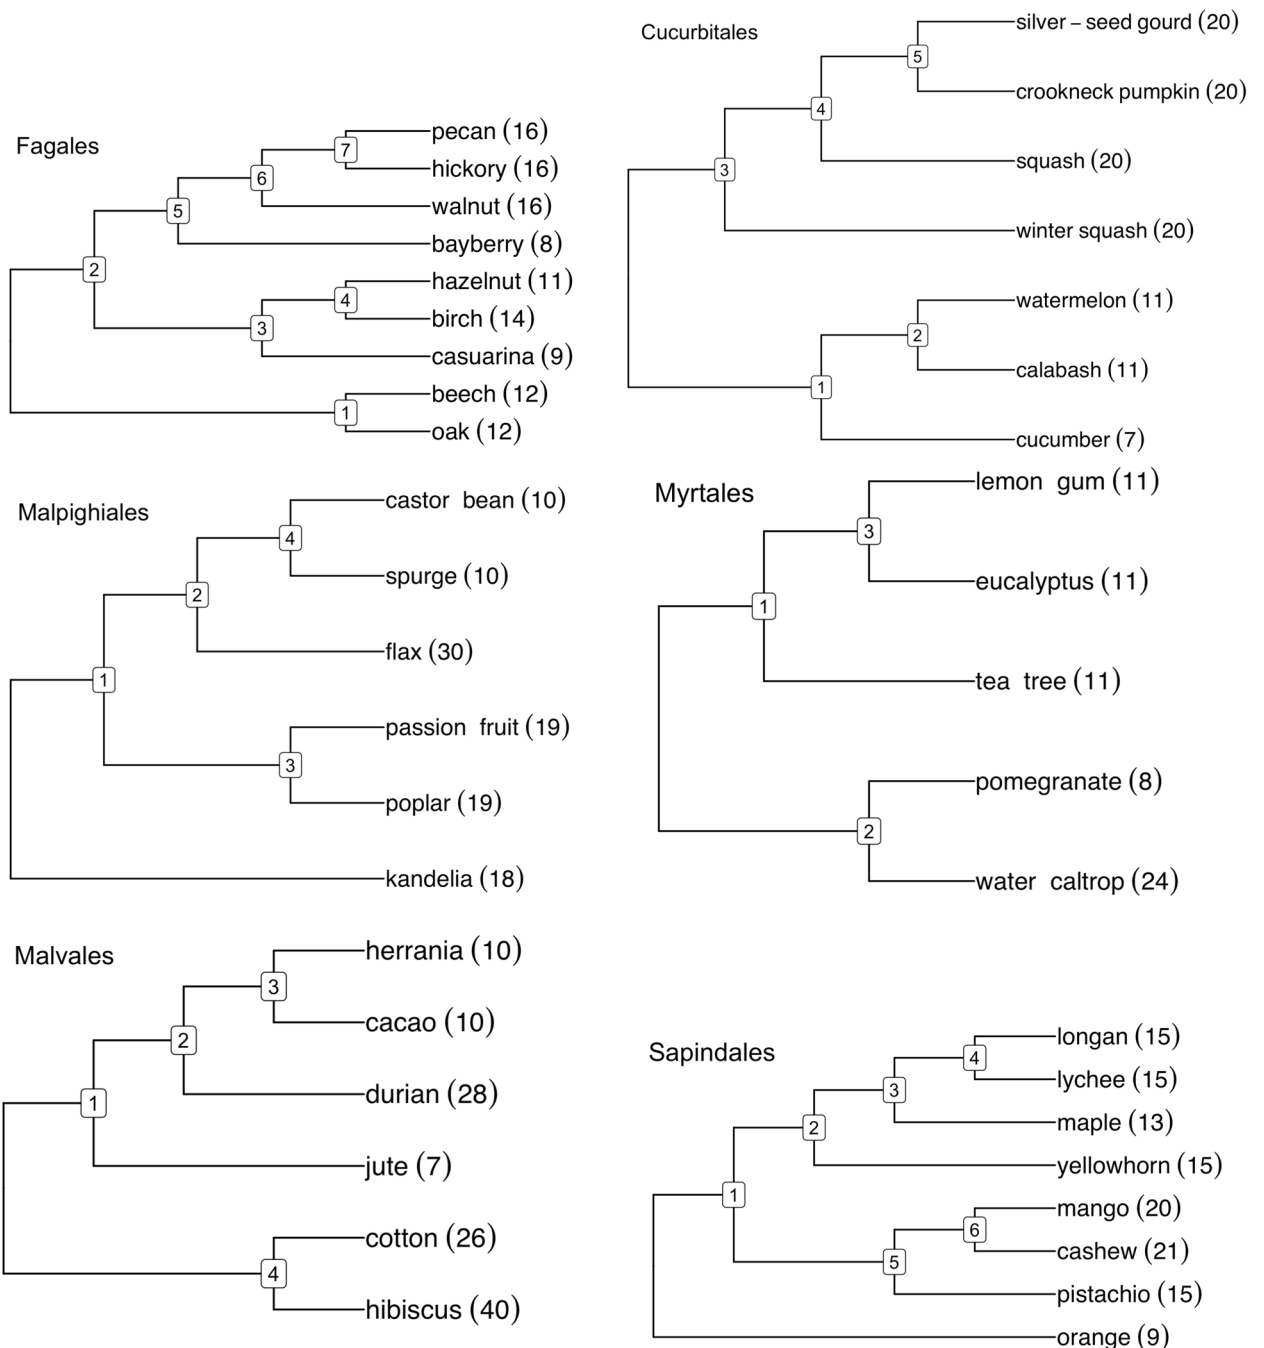 Fagales
pecan (16)
7
hickory (16)
6
walnut (16)
5
bayberry (8)
2
hazelnut (11)
4
birch (14)
3
casuarina (9)
beech (12)
1
oak (12)
Cucurbitales
silver – seed gourd (20)
5
crookneck pumpkin (20)
4
squash (20)
3
winter squash (20)
watermelon (11)
2
calabash (11)
1
cucumber (7)
Malpighiales
castor bean (10)
4
spurge (10)
2
flax (30)
1
passion fruit (19)
3
poplar (19)
kandelia (18)
Myrtales
lemon gum (11)
3
eucalyptus (11)
1
tea tree (11)
pomegranate (8)
2
water caltrop (24)
Malvales
herrania (10)
3
cacao (10)
2
durian (28)
1
jute (7)
cotton (26)
4
hibiscus (40)
Sapindales
longan (15)
4
lychee (15)
3
maple (13)
2
yellowhorn (15)
1
mango (20)
6
cashew (21)
5
pistachio (15)
orange (9)